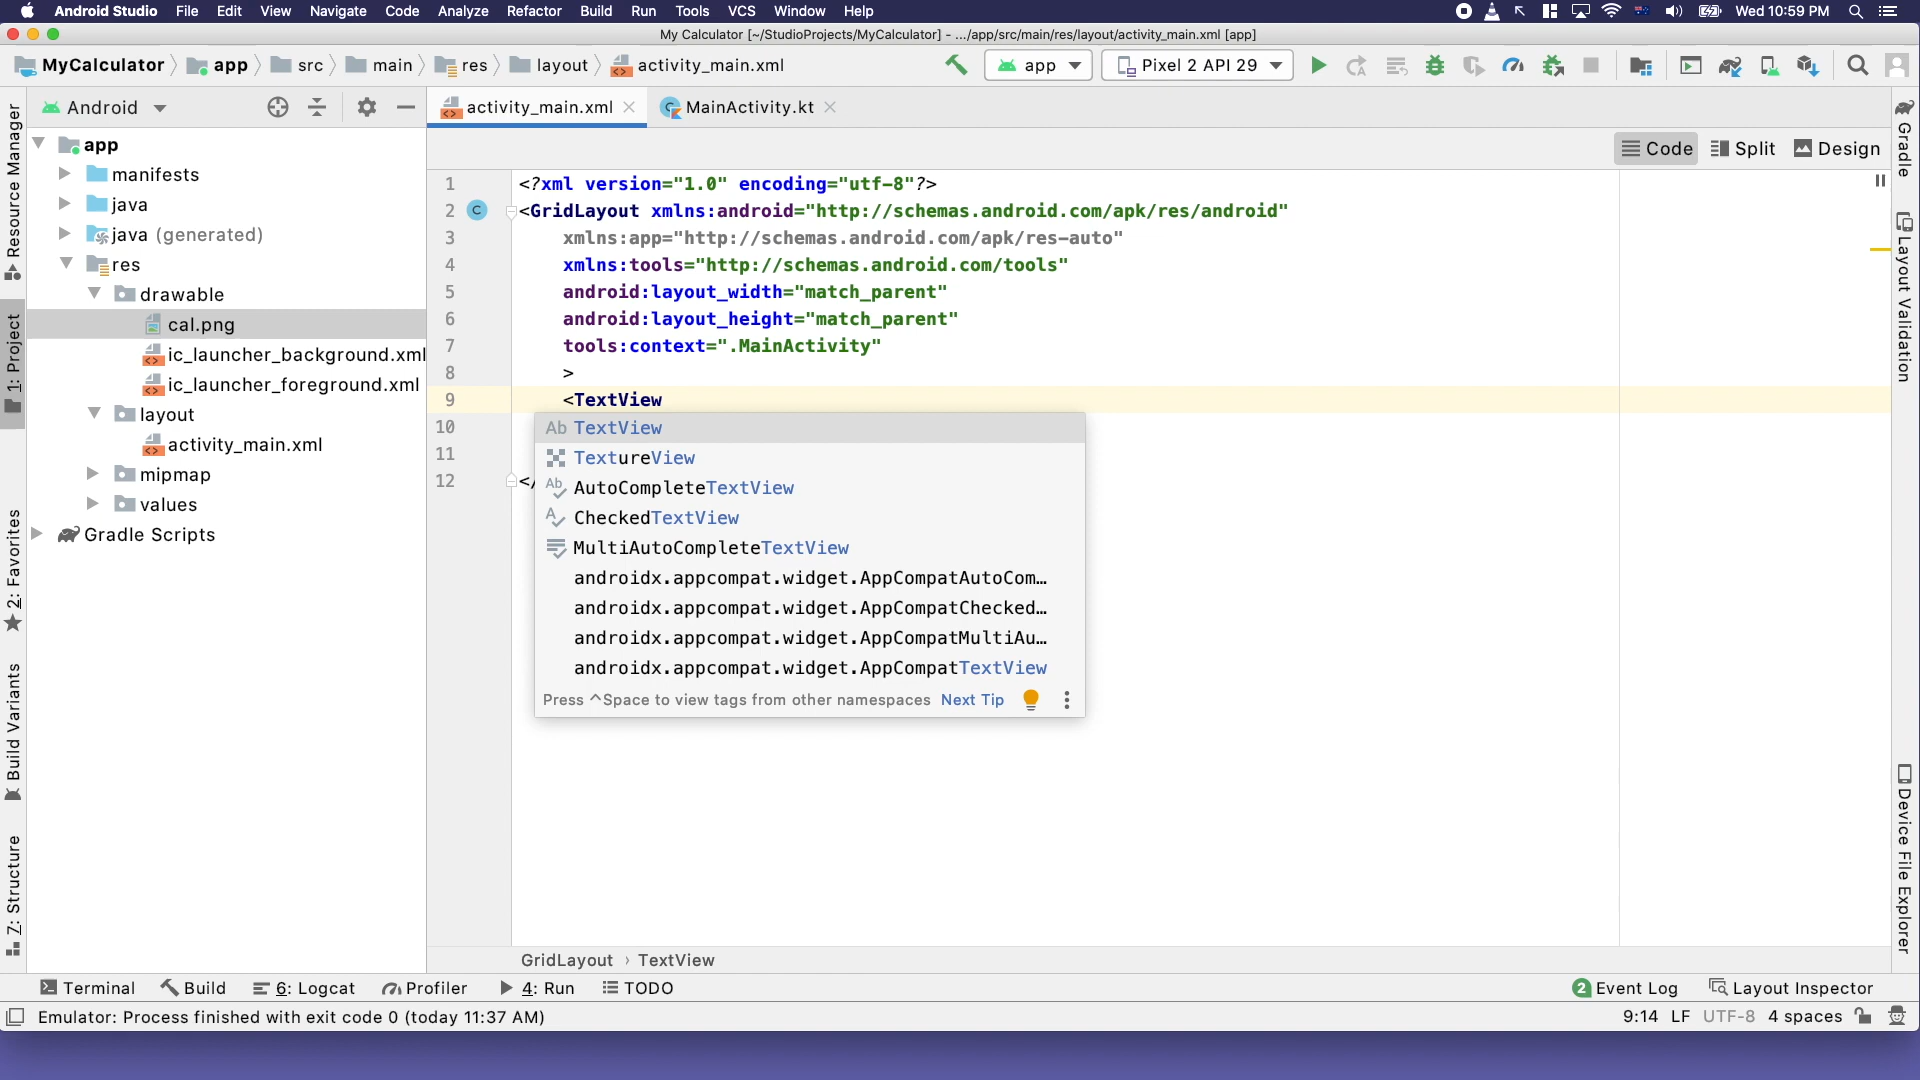 Android Studio File Edit View Navigate Code Analyze Refactor Build Run Tools VCS Window Help Wed 10:59 PM
My Calculator [~/StudioProjects/MyCalculator] - .../app/src/main/res/layout/activity_main.xml [app]
MyCalculator app src main res layout activity_main.xml app Pixel 2 API 29
Android activity_main.xml MainActivity.kt
Code Split Design
Resource Manager
1: Project
2: Favorites
Build Variants
Z: Structure
app
manifests
java
java (generated)
res
drawable
cal.png
ic_launcher_background.xml
ic_launcher_foreground.xml
layout
activity_main.xml
mipmap
values
Gradle Scripts
1 <?xml version="1.0" encoding="utf-8"?>
2 C <GridLayout xmlns:android="http://schemas.android.com/apk/res/android"
3 xmlns:app="http://schemas.android.com/apk/res-auto"
4 xmlns:tools="http://schemas.android.com/tools"
5 android:layout_width="match_parent"
6 android:layout_height="match_parent"
7 tools:context=".MainActivity"
8 >
9 <TextView
10
11
12 </
Ab TextView
TextureView
Ab AutoCompleteTextView
A CheckedTextView
MultiAutoCompleteTextView
androidx.appcompat.widget.AppCompatAutoCom…
androidx.appcompat.widget.AppCompatChecked…
androidx.appcompat.widget.AppCompatMultiAu…
androidx.appcompat.widget.AppCompatTextView
Press ^Space to view tags from other namespaces Next Tip
Gradle
Layout Validation
Device File Explorer
GridLayout › TextView
Terminal Build 6: Logcat Profiler 4: Run TODO 2 Event Log Layout Inspector
Emulator: Process finished with exit code 0 (today 11:37 AM) 9:14 LF UTF-8 4 spaces